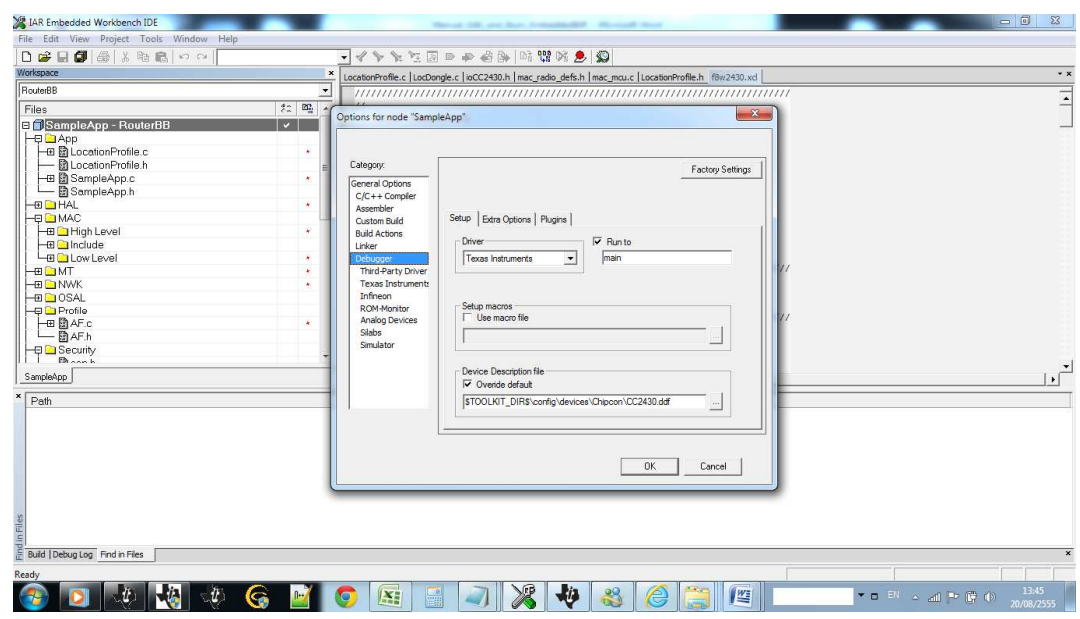 IAR Embedded Workbench IDE
File Edit View Project Tools Window Help
Workspace
RouterBB
Files
SampleApp - RouterBB
App
LocationProfile.c
LocationProfile.h
SampleApp.c
SampleApp.h
HAL
MAC
High Level
Include
Low Level
MT
NWK
OSAL
Profile
AF.c
AF.h
Security
SampleApp
LocationProfile.c | LocDongle.c | ioCC2430.h | mac_radio_defs.h | mac_mcu.c | LocationProfile.h f8w2430.xcl
Options for node "SampleApp"
Category:
General Options
C/C++ Compiler
Assembler
Custom Build
Build Actions
Linker
Debugger
Third-Party Driver
Texas Instruments
Infineon
ROM-Monitor
Analog Devices
Silabs
Simulator
Factory Settings
Setup Extra Options Plugins
Driver
Texas Instruments
Run to
main
Setup macros
Use macro file
...
Device Description file
Overide default
$TOOLKIT_DIR$\config\devices\Chipcon\CC2430.ddf
...
OK Cancel
Path
Find in Files
Build Debug Log Find in Files
Ready
EN
13:45
20/08/2555